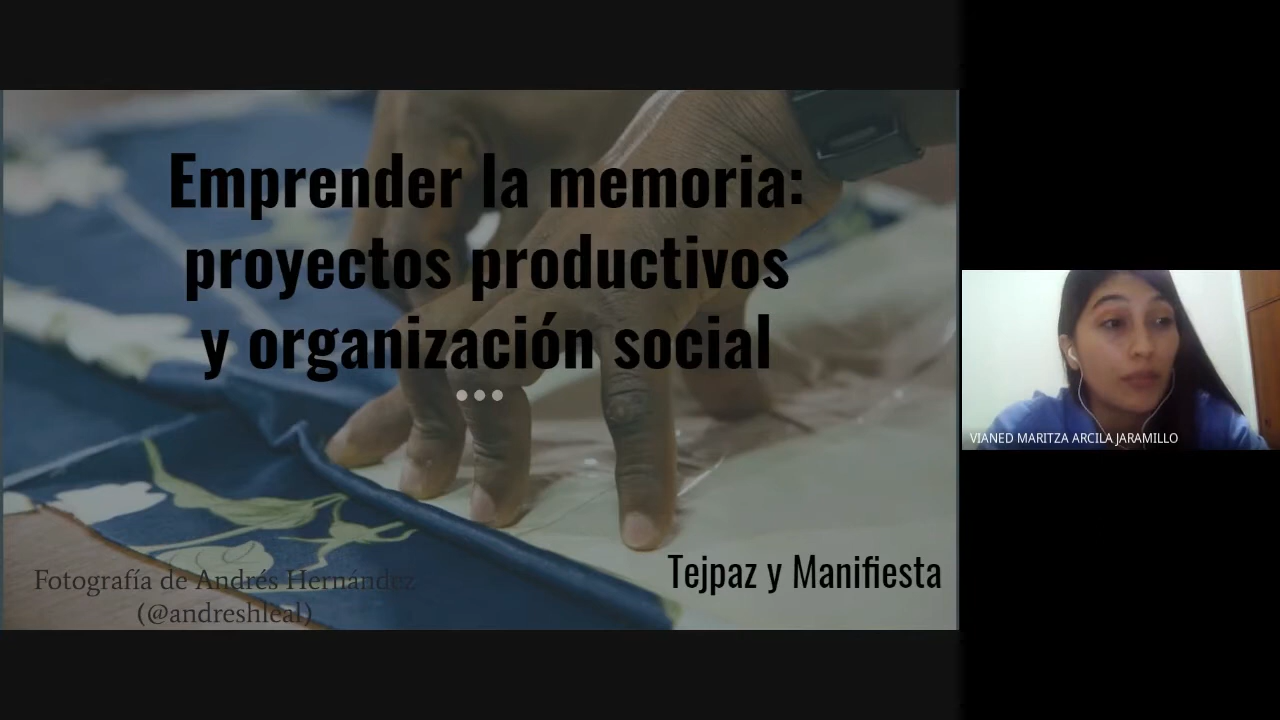 Emprender la memoria:
proyectos productivos
y organización social
Fotografía de Andrés Hernández
(@andreshleal)
Tejpaz y Manifiesta
VIANED MARITZA ARCILA JARAMILLO